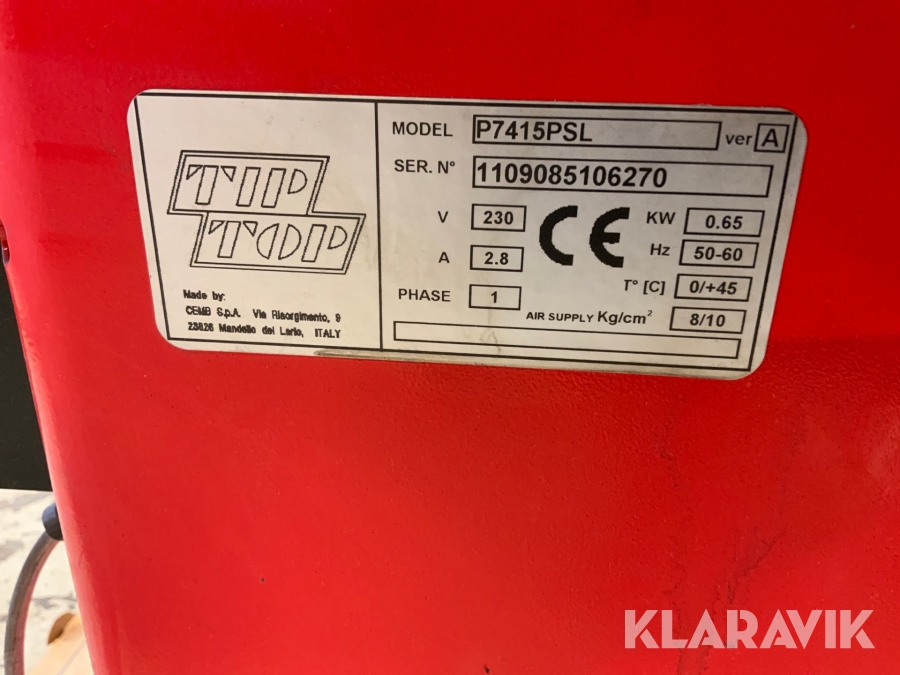 TIP
TOP
Made by:
CEMB S.p.A. Via Risorgimento, 9
23826 Mandello del Lario, ITALY
MODEL P7415PSL ver A
SER. N° 1109085106270
V 230 CE KW 0.65
A 2.8 Hz 50-60
PHASE 1 T° [C] 0/+45
AIR SUPPLY Kg/cm² 8/10
KLARAVIK